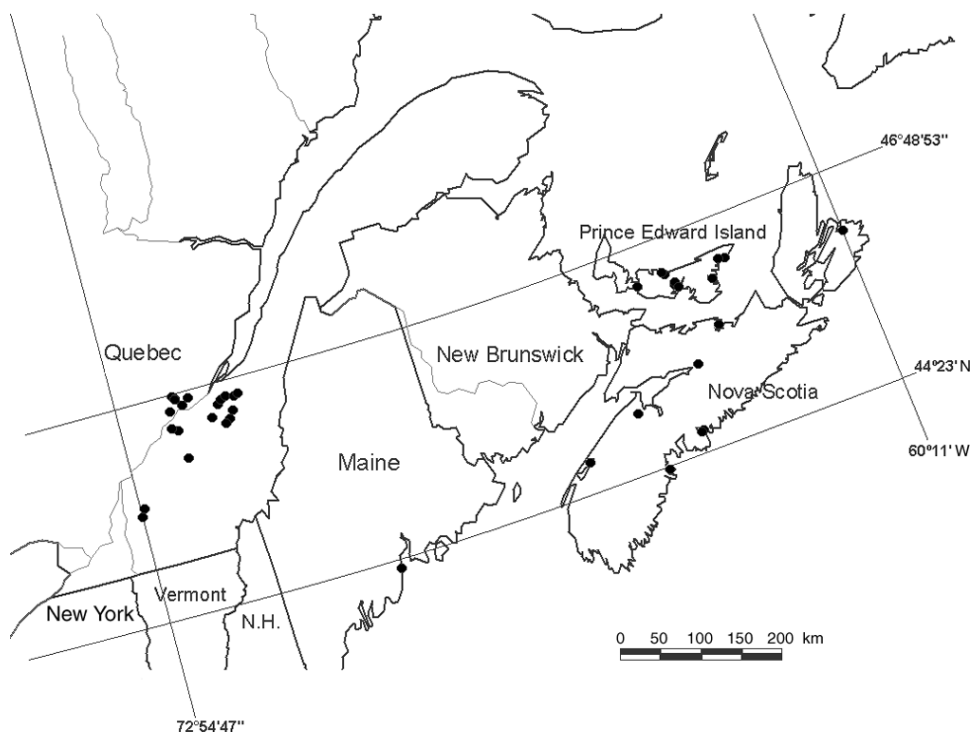 46°48'53"
Prince Edward Island
Quebec
New Brunswick
44°23' N
Nova Scotia
60°11' W
Maine
Vermont
New York
N.H.
0 50 100 150 200 km
72°54'47"